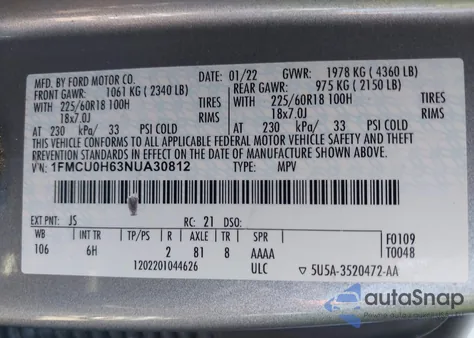 MFD. BY FORD MOTOR CO. DATE: 01/22 GVWR: 1978 KG ( 4360 LB)
FRONT GAWR: 1061 KG ( 2340 LB) REAR GAWR: 975 KG ( 2150 LB)
WITH 225/60R18 100H TIRES WITH 225/60R18 100H TIRES
18x7.0J RIMS 18x7.0J RIMS
AT 230 kPa/ 33 PSI COLD AT 230 kPa/ 33 PSI COLD
THIS VEHICLE CONFORMS TO ALL APPLICABLE FEDERAL MOTOR VEHICLE SAFETY AND BUMPER
STANDARDS IN EFFECT ON THE DATE OF MANUFACTURE SHOWN ABOVE.
VIN: 1FMCU0H63NUA30812 TYPE: MPV
EXT PNT: JS RC: 21 DSO:
WB INT TR TP/PS R AXLE TR SPR F0109
106 6H 2 81 8 AAAA T0048
1202201044626 ULC 5U5A-3520472-AA
autoSnap